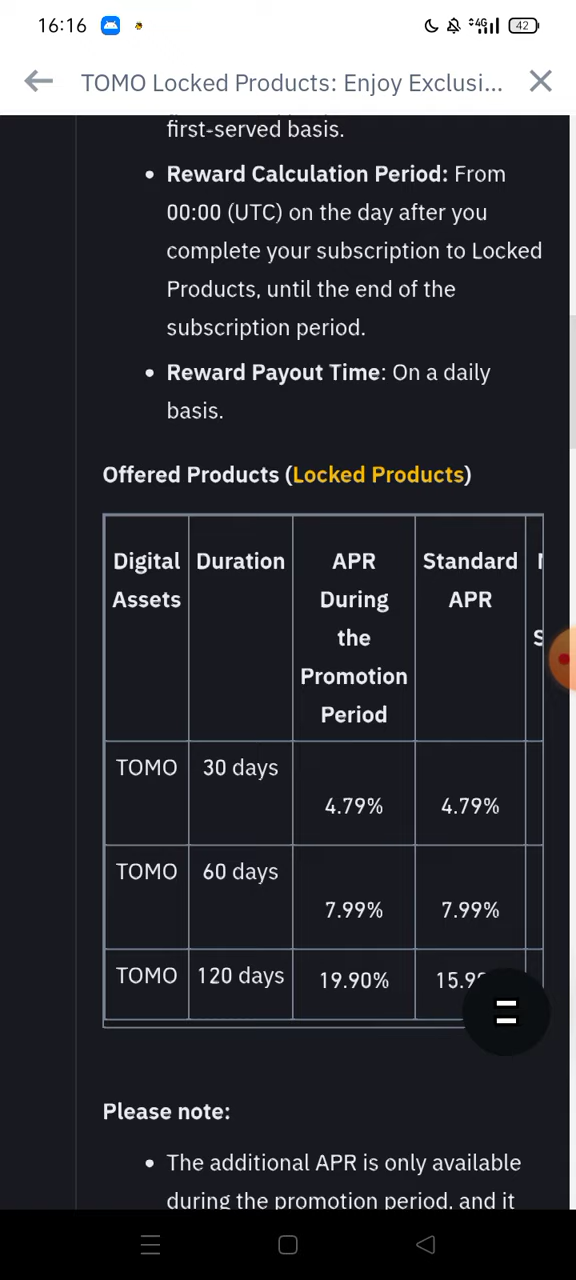 16:16
4G
42
TOMO Locked Products: Enjoy Exclusi...
first-served basis.
• Reward Calculation Period: From
00:00 (UTC) on the day after you
complete your subscription to Locked
Products, until the end of the
subscription period.
• Reward Payout Time: On a daily
basis.
Offered Products (Locked Products)
Digital
Assets
Duration
APR
During
the
Promotion
Period
Standard
APR
TOMO
30 days
4.79%
4.79%
TOMO
60 days
7.99%
7.99%
TOMO
120 days
19.90%
Please note:
• The additional APR is only available
during the promotion period, and it